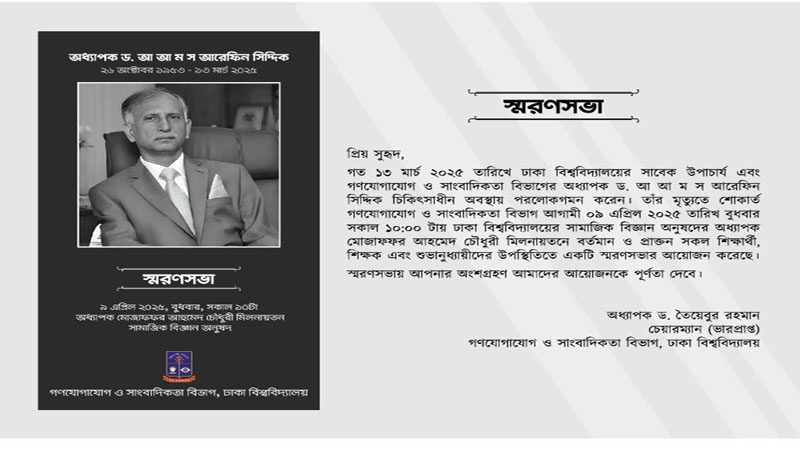 অধ্যাপক ড. আ আ ম স আরেফিন সিদ্দিক
২৬ অক্টোবর ১৯৫৩ - ১৩ মার্চ ২০২৫
স্মরণসভা
৯ এপ্রিল ২০২৫, বুধবার, সকাল ১০টা
অধ্যাপক মোজাফফর আহমেদ চৌধুরী মিলনায়তন
সামাজিক বিজ্ঞান অনুষদ
গণযোগাযোগ ও সাংবাদিকতা বিভাগ, ঢাকা বিশ্ববিদ্যালয়
স্মরণসভা
প্রিয় সুহৃদ,
গত ১৩ মার্চ ২০২৫ তারিখে ঢাকা বিশ্ববিদ্যালয়ের সাবেক উপাচার্য এবং
গণযোগাযোগ ও সাংবাদিকতা বিভাগের অধ্যাপক ড. আ আ ম স আরেফিন
সিদ্দিক চিকিৎসাধীন অবস্থায় পরলোকগমন করেন। তাঁর মৃত্যুতে শোকার্ত
গণযোগাযোগ ও সাংবাদিকতা বিভাগ আগামী ০৯ এপ্রিল ২০২৫ তারিখ বুধবার
সকাল ১০:০০ টায় ঢাকা বিশ্ববিদ্যালয়ের সামাজিক বিজ্ঞান অনুষদের অধ্যাপক
মোজাফফর আহমেদ চৌধুরী মিলনায়তনে বর্তমান ও প্রাক্তন সকল শিক্ষার্থী,
শিক্ষক এবং শুভানুধ্যায়ীদের উপস্থিতিতে একটি স্মরণসভার আয়োজন করেছে।
স্মরণসভায় আপনার অংশগ্রহণ আমাদের আয়োজনকে পূর্ণতা দেবে।
অধ্যাপক ড. তৈয়েবুর রহমান
চেয়ারম্যান (ভারপ্রাপ্ত)
গণযোগাযোগ ও সাংবাদিকতা বিভাগ, ঢাকা বিশ্ববিদ্যালয়